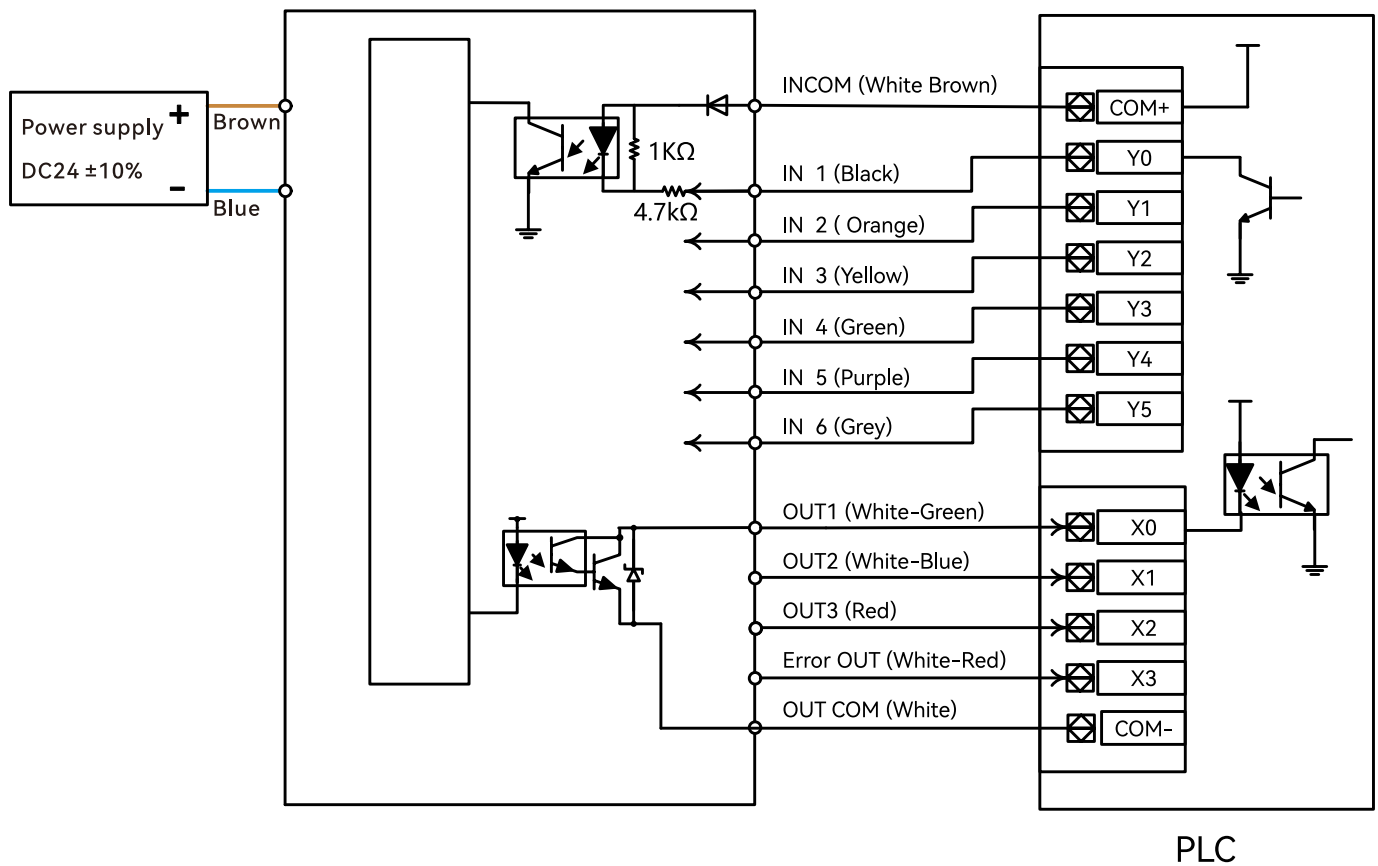 Power supply +
DC24 ±10%
-
Brown
Blue
INCOM (White Brown)
1KΩ
4.7kΩ
IN 1 (Black)
IN 2 ( Orange)
IN 3 (Yellow)
IN 4 (Green)
IN 5 (Purple)
IN 6 (Grey)
COM+
Y0
Y1
Y2
Y3
Y4
Y5
OUT1 (White-Green)
OUT2 (White-Blue)
OUT3 (Red)
Error OUT (White-Red)
OUT COM (White)
X0
X1
X2
X3
COM-
PLC